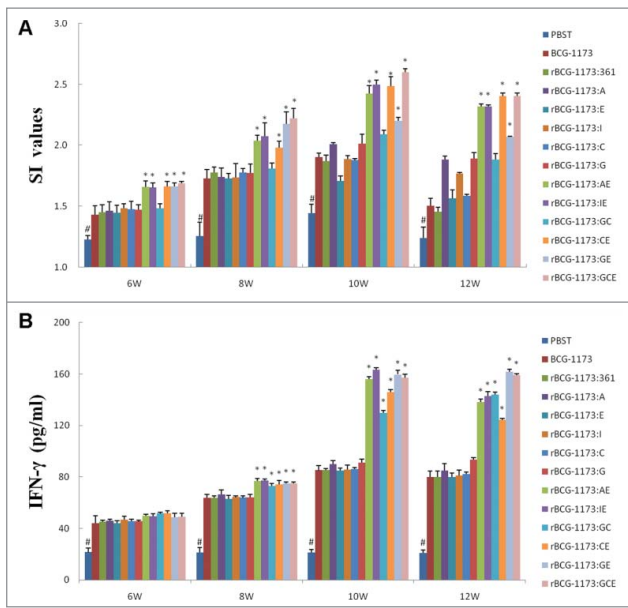 A
SI values
3.0
2.5
2.0
1.5
1.0
#
**
***
#
**
*
*
*
#
*
*
*
*
*
#
**
*
*
*
6W
8W
10W
12W
PBST
BCG-1173
rBCG-1173:361
rBCG-1173:A
rBCG-1173:E
rBCG-1173:I
rBCG-1173:C
rBCG-1173:G
rBCG-1173:AE
rBCG-1173:IE
rBCG-1173:GC
rBCG-1173:CE
rBCG-1173:GE
rBCG-1173:GCE
B
IFN-γ (pg/ml)
200
160
120
80
40
0
#
#
**
****
#
*
*
*
*
*
*
#
*
*
*
*
*
*
6W
8W
10W
12W
PBST
BCG-1173
rBCG-1173:361
rBCG-1173:A
rBCG-1173:E
rBCG-1173:I
rBCG-1173:C
rBCG-1173:G
rBCG-1173:AE
rBCG-1173:IE
rBCG-1173:GC
rBCG-1173:CE
rBCG-1173:GE
rBCG-1173:GCE